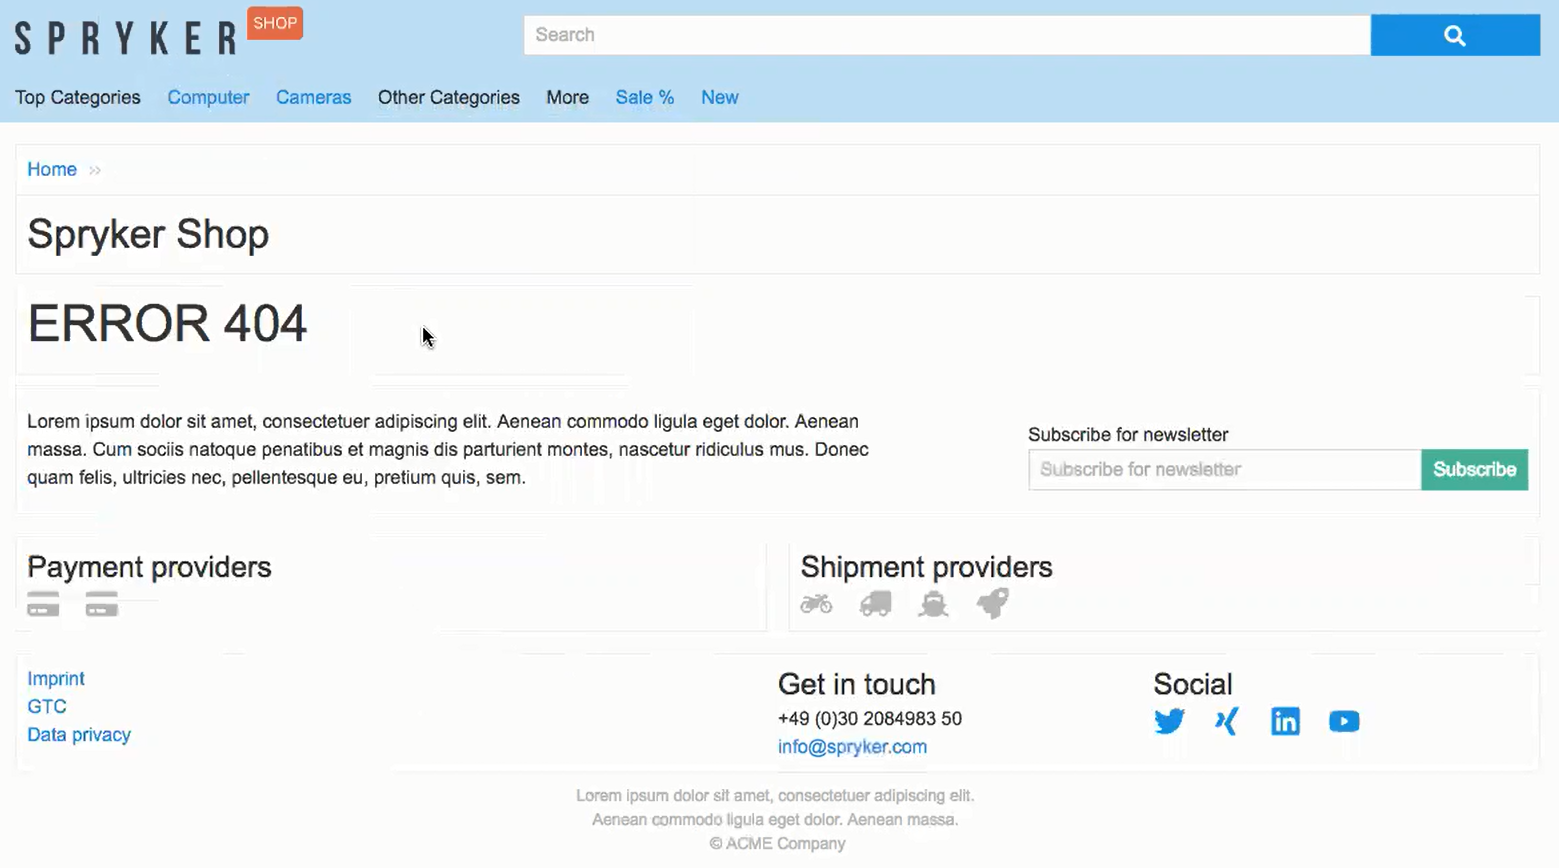 SPRYKER SHOP
Search
Top Categories Computer Cameras Other Categories More Sale % New
Home »
Spryker Shop
ERROR 404
Lorem ipsum dolor sit amet, consectetuer adipiscing elit. Aenean commodo ligula eget dolor. Aenean
massa. Cum sociis natoque penatibus et magnis dis parturient montes, nascetur ridiculus mus. Donec
quam felis, ultricies nec, pellentesque eu, pretium quis, sem.
Subscribe for newsletter
Subscribe for newsletter Subscribe
Payment providers
Shipment providers
Imprint
GTC
Data privacy
Get in touch
+49 (0)30 2084983 50
info@spryker.com
Social
Lorem ipsum dolor sit amet, consectetuer adipiscing elit.
Aenean commodo ligula eget dolor. Aenean massa.
© ACME Company